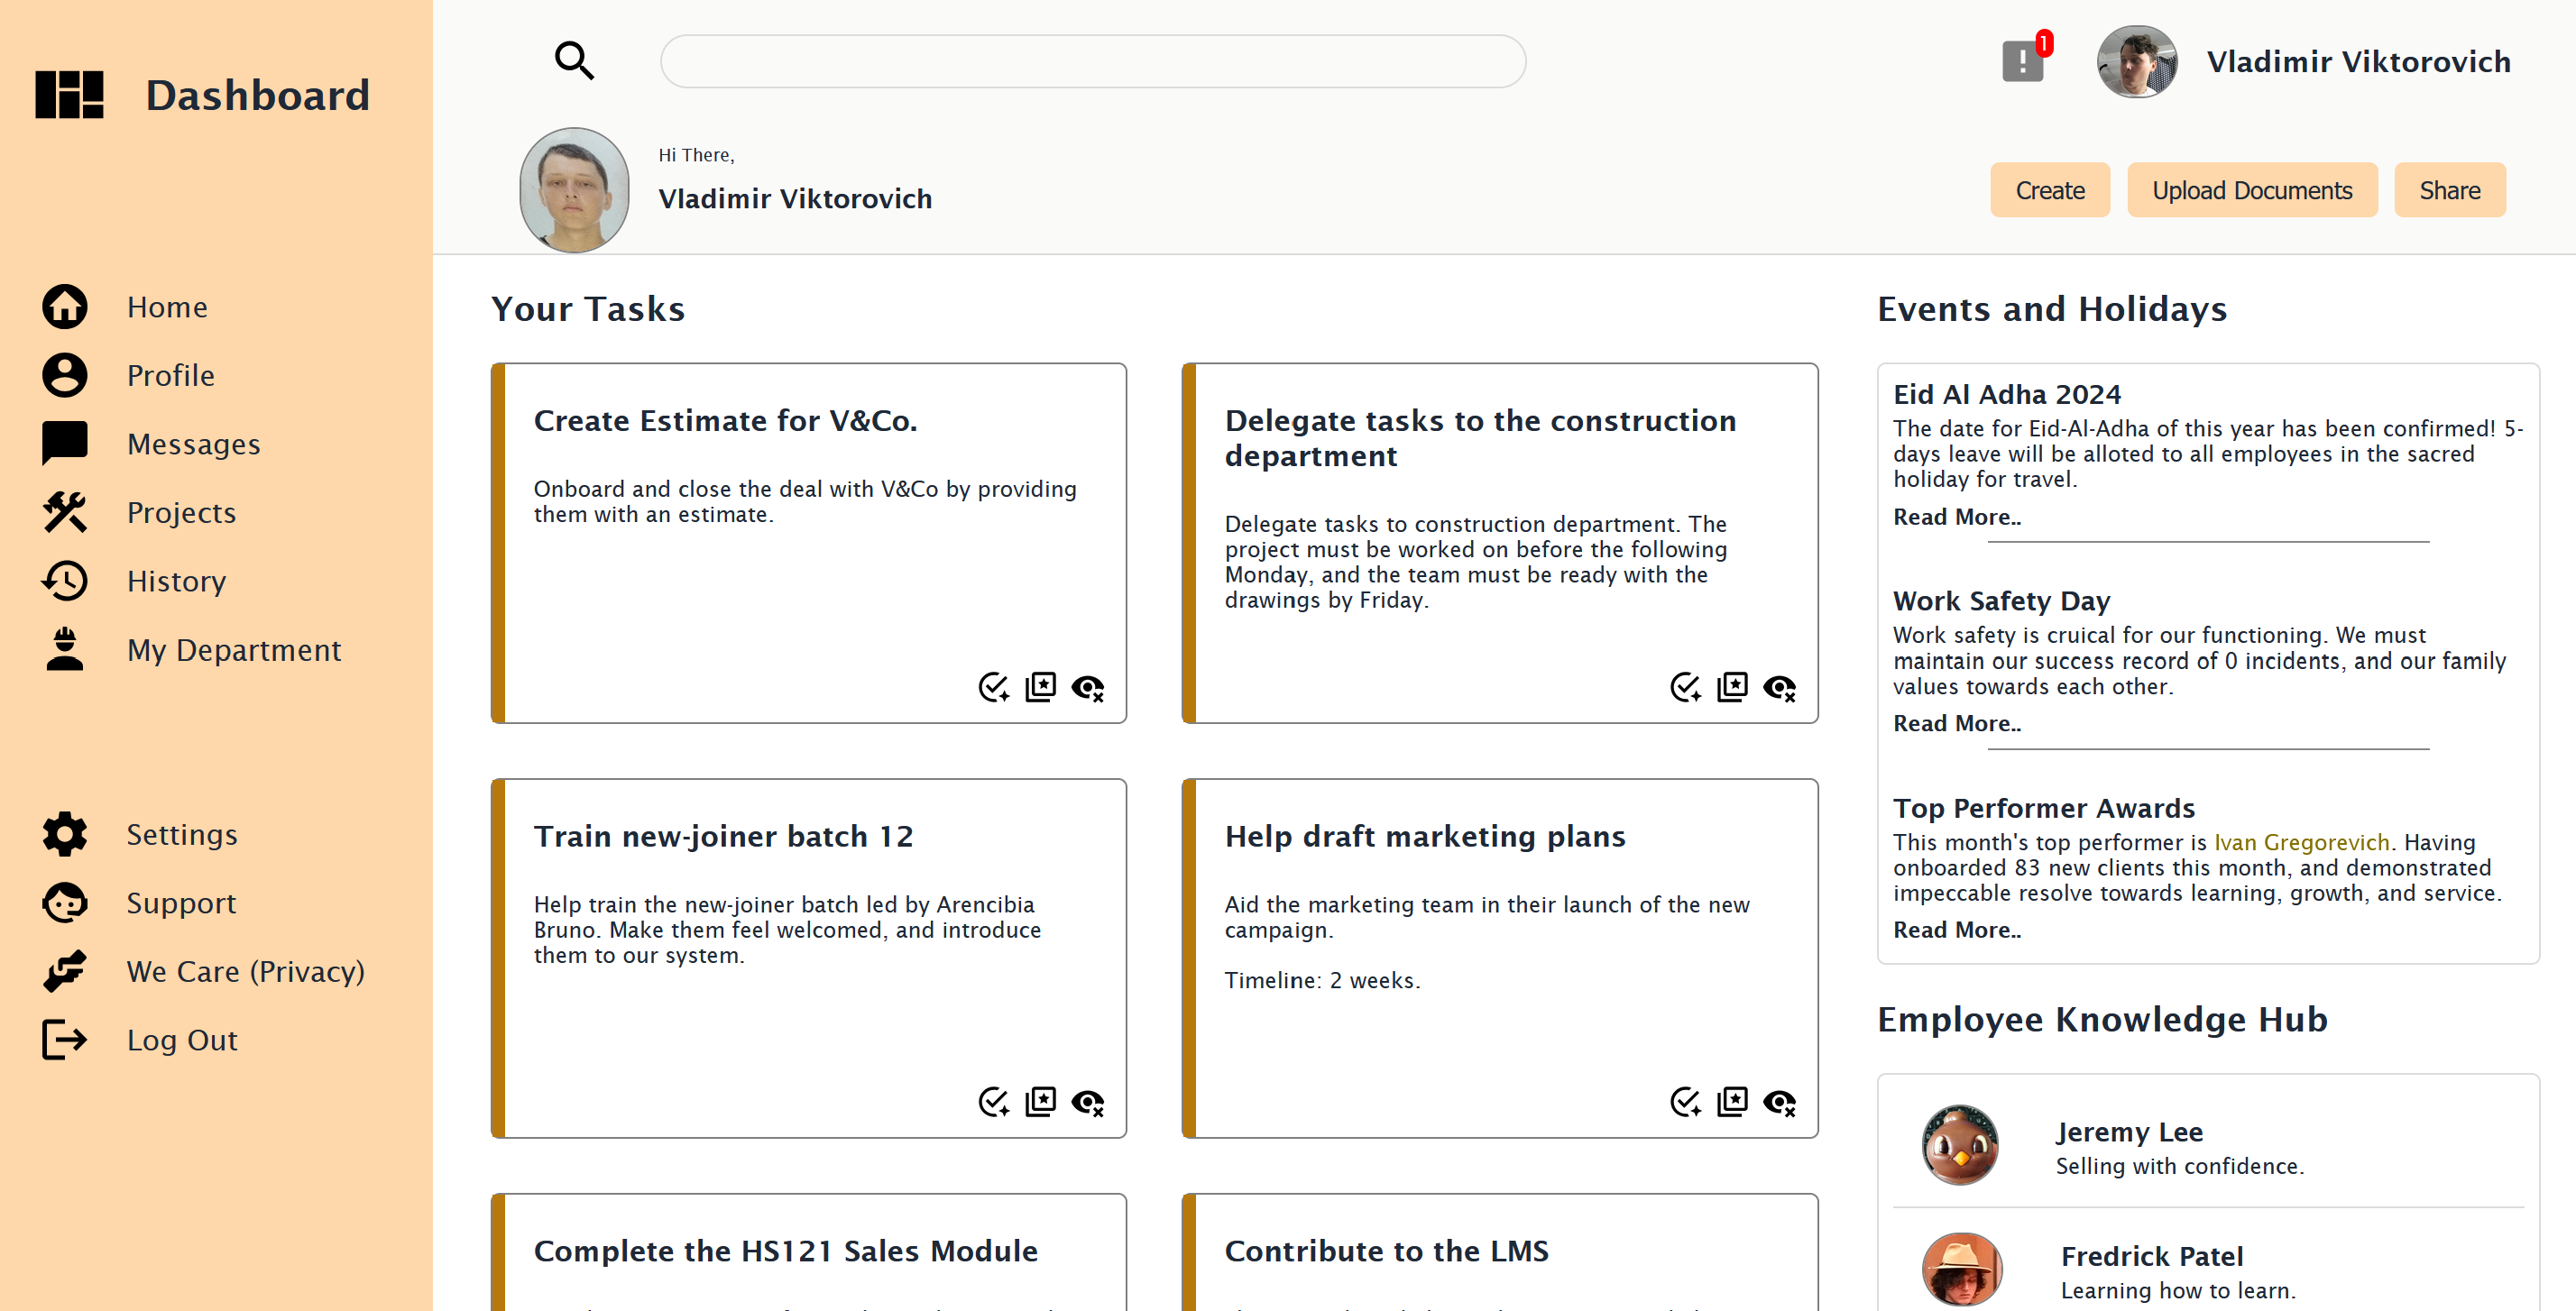 Dashboard
Home
Profile
Messages
Projects
History
My Department
Settings
Support
We Care (Privacy)
Log Out
1
Vladimir Viktorovich
Hi There,
Vladimir Viktorovich
Create
Upload Documents
Share
Your Tasks
Create Estimate for V&Co.
Onboard and close the deal with V&Co by providing
them with an estimate.
Delegate tasks to the construction
department
Delegate tasks to construction department. The
project must be worked on before the following
Monday, and the team must be ready with the
drawings by Friday.
Train new-joiner batch 12
Help train the new-joiner batch led by Arencibia
Bruno. Make them feel welcomed, and introduce
them to our system.
Help draft marketing plans
Aid the marketing team in their launch of the new
campaign.
Timeline: 2 weeks.
Complete the HS121 Sales Module
Contribute to the LMS
Events and Holidays
Eid Al Adha 2024
The date for Eid-Al-Adha of this year has been confirmed! 5-
days leave will be alloted to all employees in the sacred
holiday for travel.
Read More..
Work Safety Day
Work safety is cruical for our functioning. We must
maintain our success record of 0 incidents, and our family
values towards each other.
Read More..
Top Performer Awards
This month's top performer is Ivan Gregorevich. Having
onboarded 83 new clients this month, and demonstrated
impeccable resolve towards learning, growth, and service.
Read More..
Employee Knowledge Hub
Jeremy Lee
Selling with confidence.
Fredrick Patel
Learning how to learn.